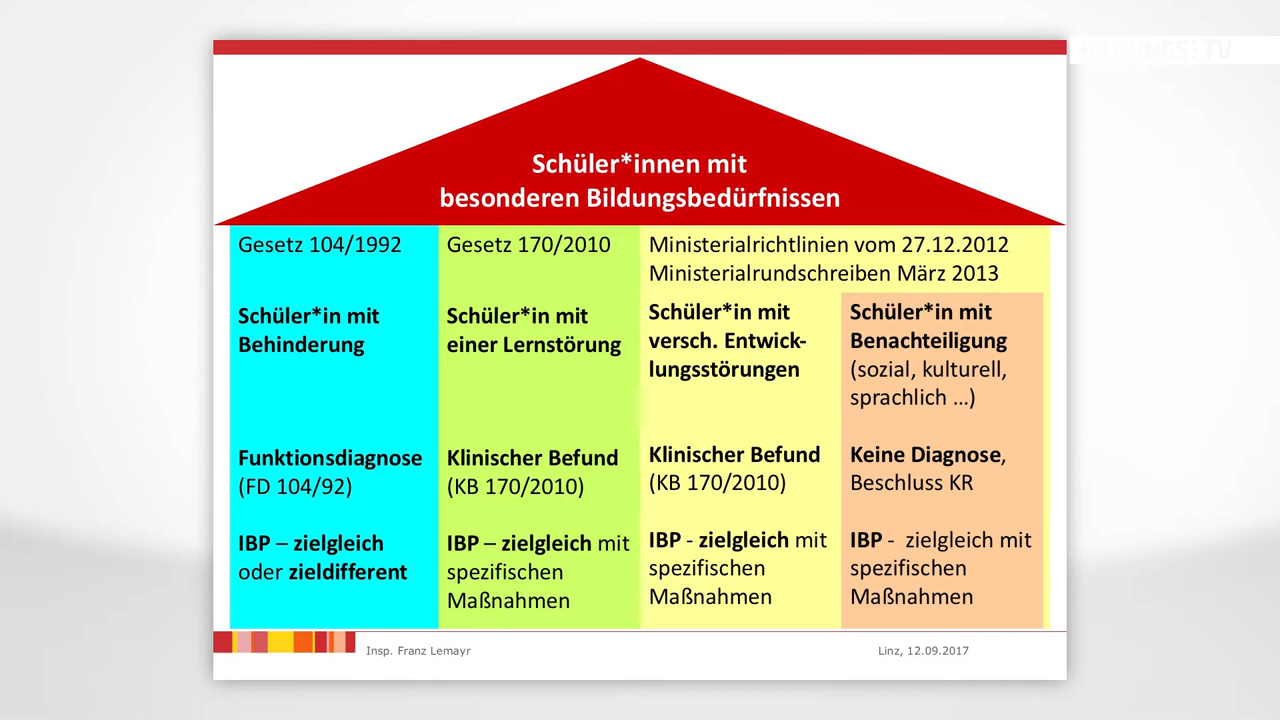 Schüler*innen mit
besonderen Bildungsbedürfnissen
Gesetz 104/1992
Schüler*in mit
Behinderung
Funktionsdiagnose
(FD 104/92)
IBP – zielgleich
oder zieldifferent
Gesetz 170/2010
Schüler*in mit
einer Lernstörung
Klinischer Befund
(KB 170/2010)
IBP – zielgleich mit
spezifischen
Maßnahmen
Ministerialrichtlinien vom 27.12.2012
Ministerialrundschreiben März 2013
Schüler*in mit
versch. Entwick-
lungsstörungen
Klinischer Befund
(KB 170/2010)
IBP - zielgleich mit
spezifischen
Maßnahmen
Schüler*in mit
Benachteiligung
(sozial, kulturell,
sprachlich ...)
Keine Diagnose,
Beschluss KR
IBP - zielgleich mit
spezifischen
Maßnahmen
Insp. Franz Lemayr
Linz, 12.09.2017